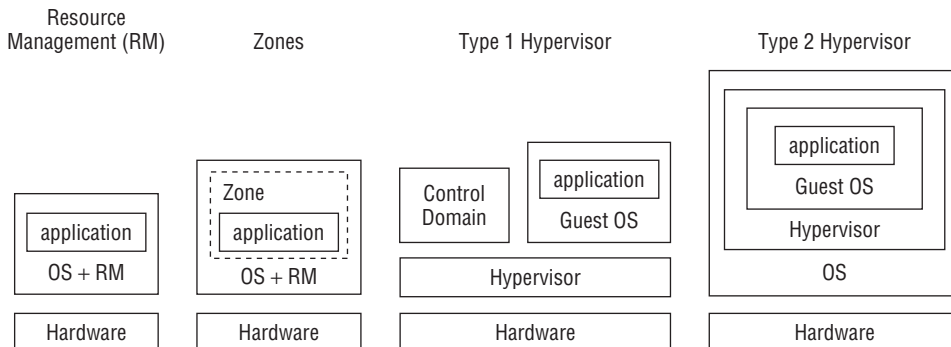 Resource
Management (RM)
Zones
Type 1 Hypervisor
Type 2 Hypervisor
application
OS + RM
Hardware
Zone
application
OS + RM
Hardware
Control
Domain
application
Guest OS
Hypervisor
Hardware
application
Guest OS
Hypervisor
OS
Hardware